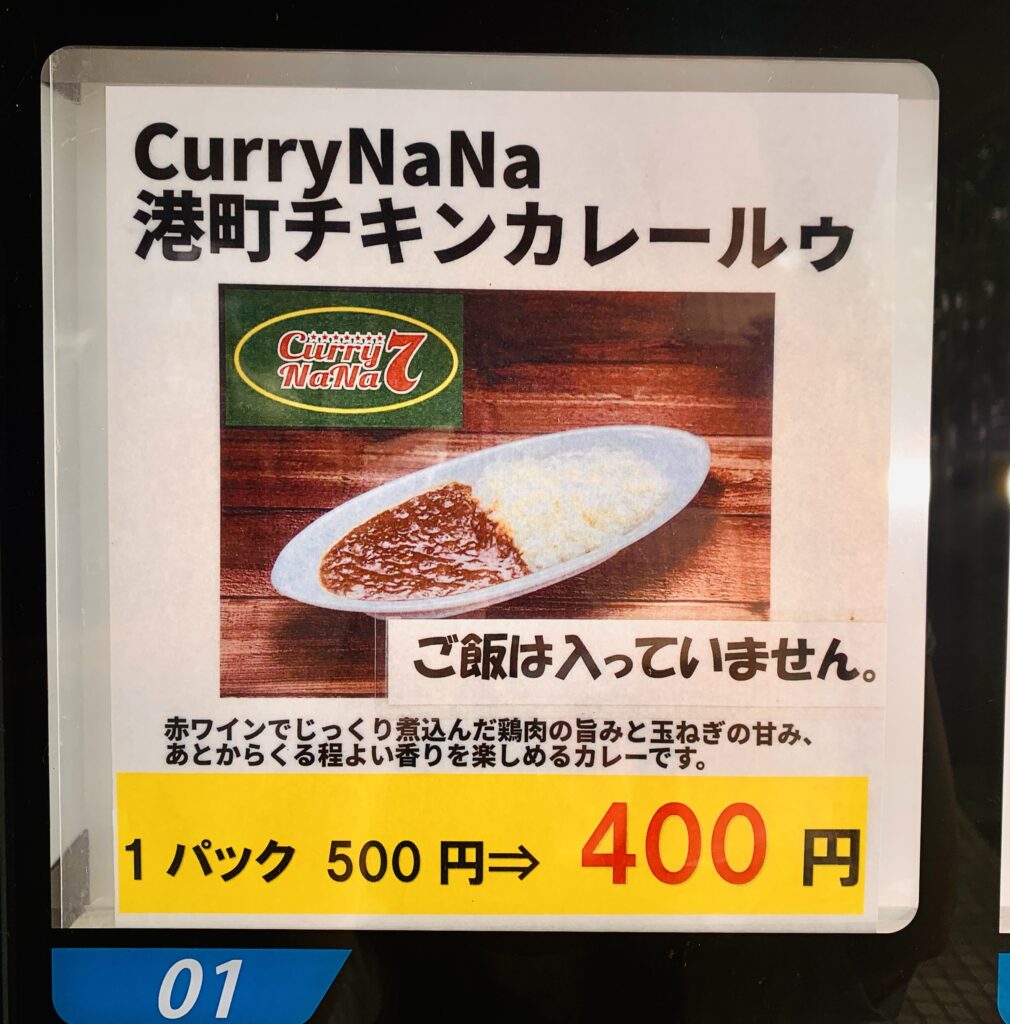 CurryNaNa
港町チキンカレールゥ
Curry 7
NaNa
ご飯は入っていません。
赤ワインでじっくり煮込んだ鶏肉の旨みと玉ねぎの甘み、
あとからくる程よい香りを楽しめるカレーです。
1 パック 500 円⇒ 400 円
01